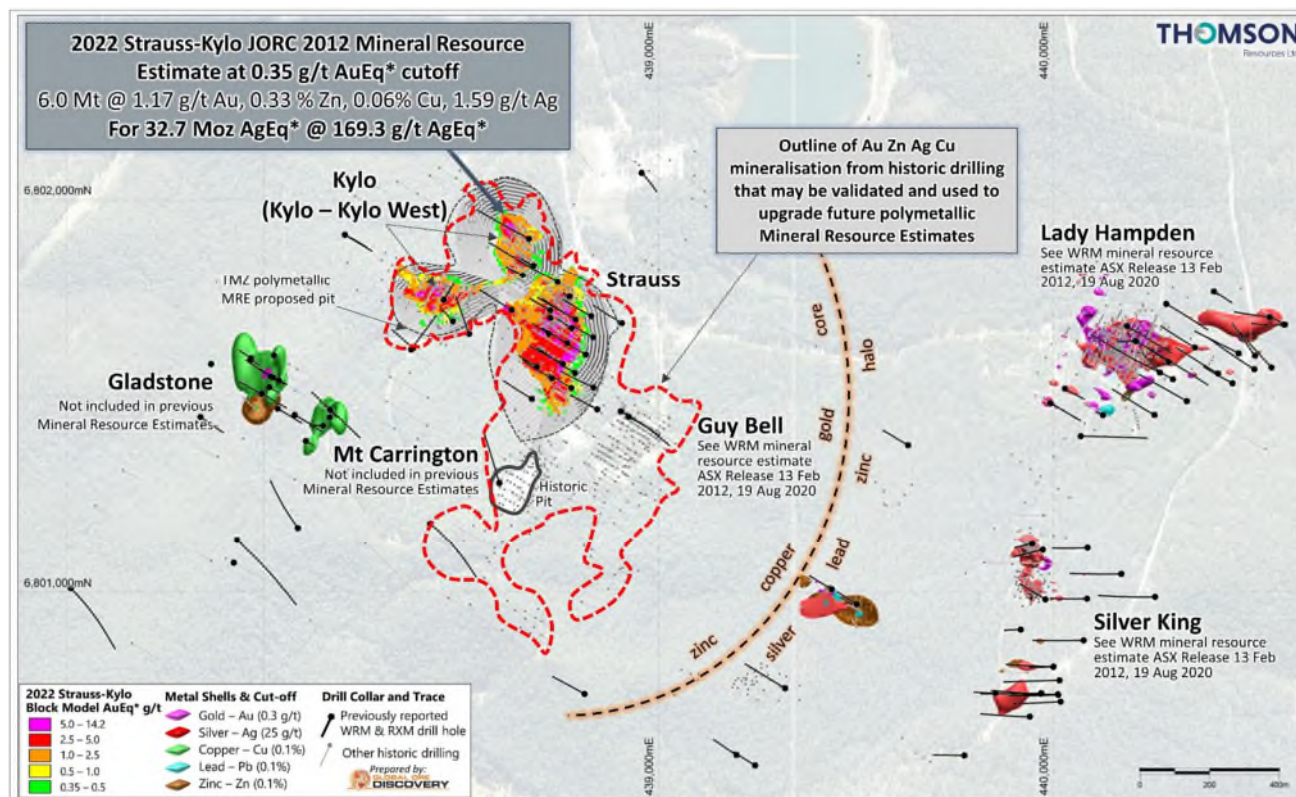 2022 Strauss-Kylo JORC 2012 Mineral Resource
Estimate at 0.35 g/t AuEq* cutoff
6.0 Mt @ 1.17 g/t Au, 0.33 % Zn, 0.06% Cu, 1.59 g/t Ag
For 32.7 Moz AgEq* @ 169.3 g/t AgEq*
439,000mE
440,000mE
THOMSON
Resources Ltd
Outline of Au Zn Ag Cu
mineralisation from historic drilling
that may be validated and used to
upgrade future polymetallic
Mineral Resource Estimates
6,802,000mN
Kylo
(Kylo – Kylo West)
Strauss
TMZ polymetallic
MRE proposed pit
Lady Hampden
See WRM mineral resource
estimate ASX Release 13 Feb
2012, 19 Aug 2020
core
halo
gold
zinc
copper
lead
zinc
silver
Gladstone
Not included in previous
Mineral Resource Estimates
Mt Carrington
Not included in previous
Mineral Resource Estimates
Historic
Pit
Guy Bell
See WRM mineral
resource estimate
ASX Release 13 Feb
2012, 19 Aug 2020
6,801,000mN
Silver King
See WRM mineral resource
estimate ASX Release 13 Feb
2012, 19 Aug 2020
2022 Strauss-Kylo
Block Model AuEq* g/t
5.0 – 14.2
2.5 – 5.0
1.0 – 2.5
0.5 – 1.0
0.35 – 0.5
Metal Shells & Cut-off
Gold – Au (0.3 g/t)
Silver – Ag (25 g/t)
Copper – Cu (0.1%)
Lead – Pb (0.1%)
Zinc – Zn (0.1%)
Drill Collar and Trace
Previously reported
WRM & RXM drill hole
Other historic drilling
Prepared by:
GLOBAL ORE
DISCOVERY
439,000mE
440,000mE
0
200
400m